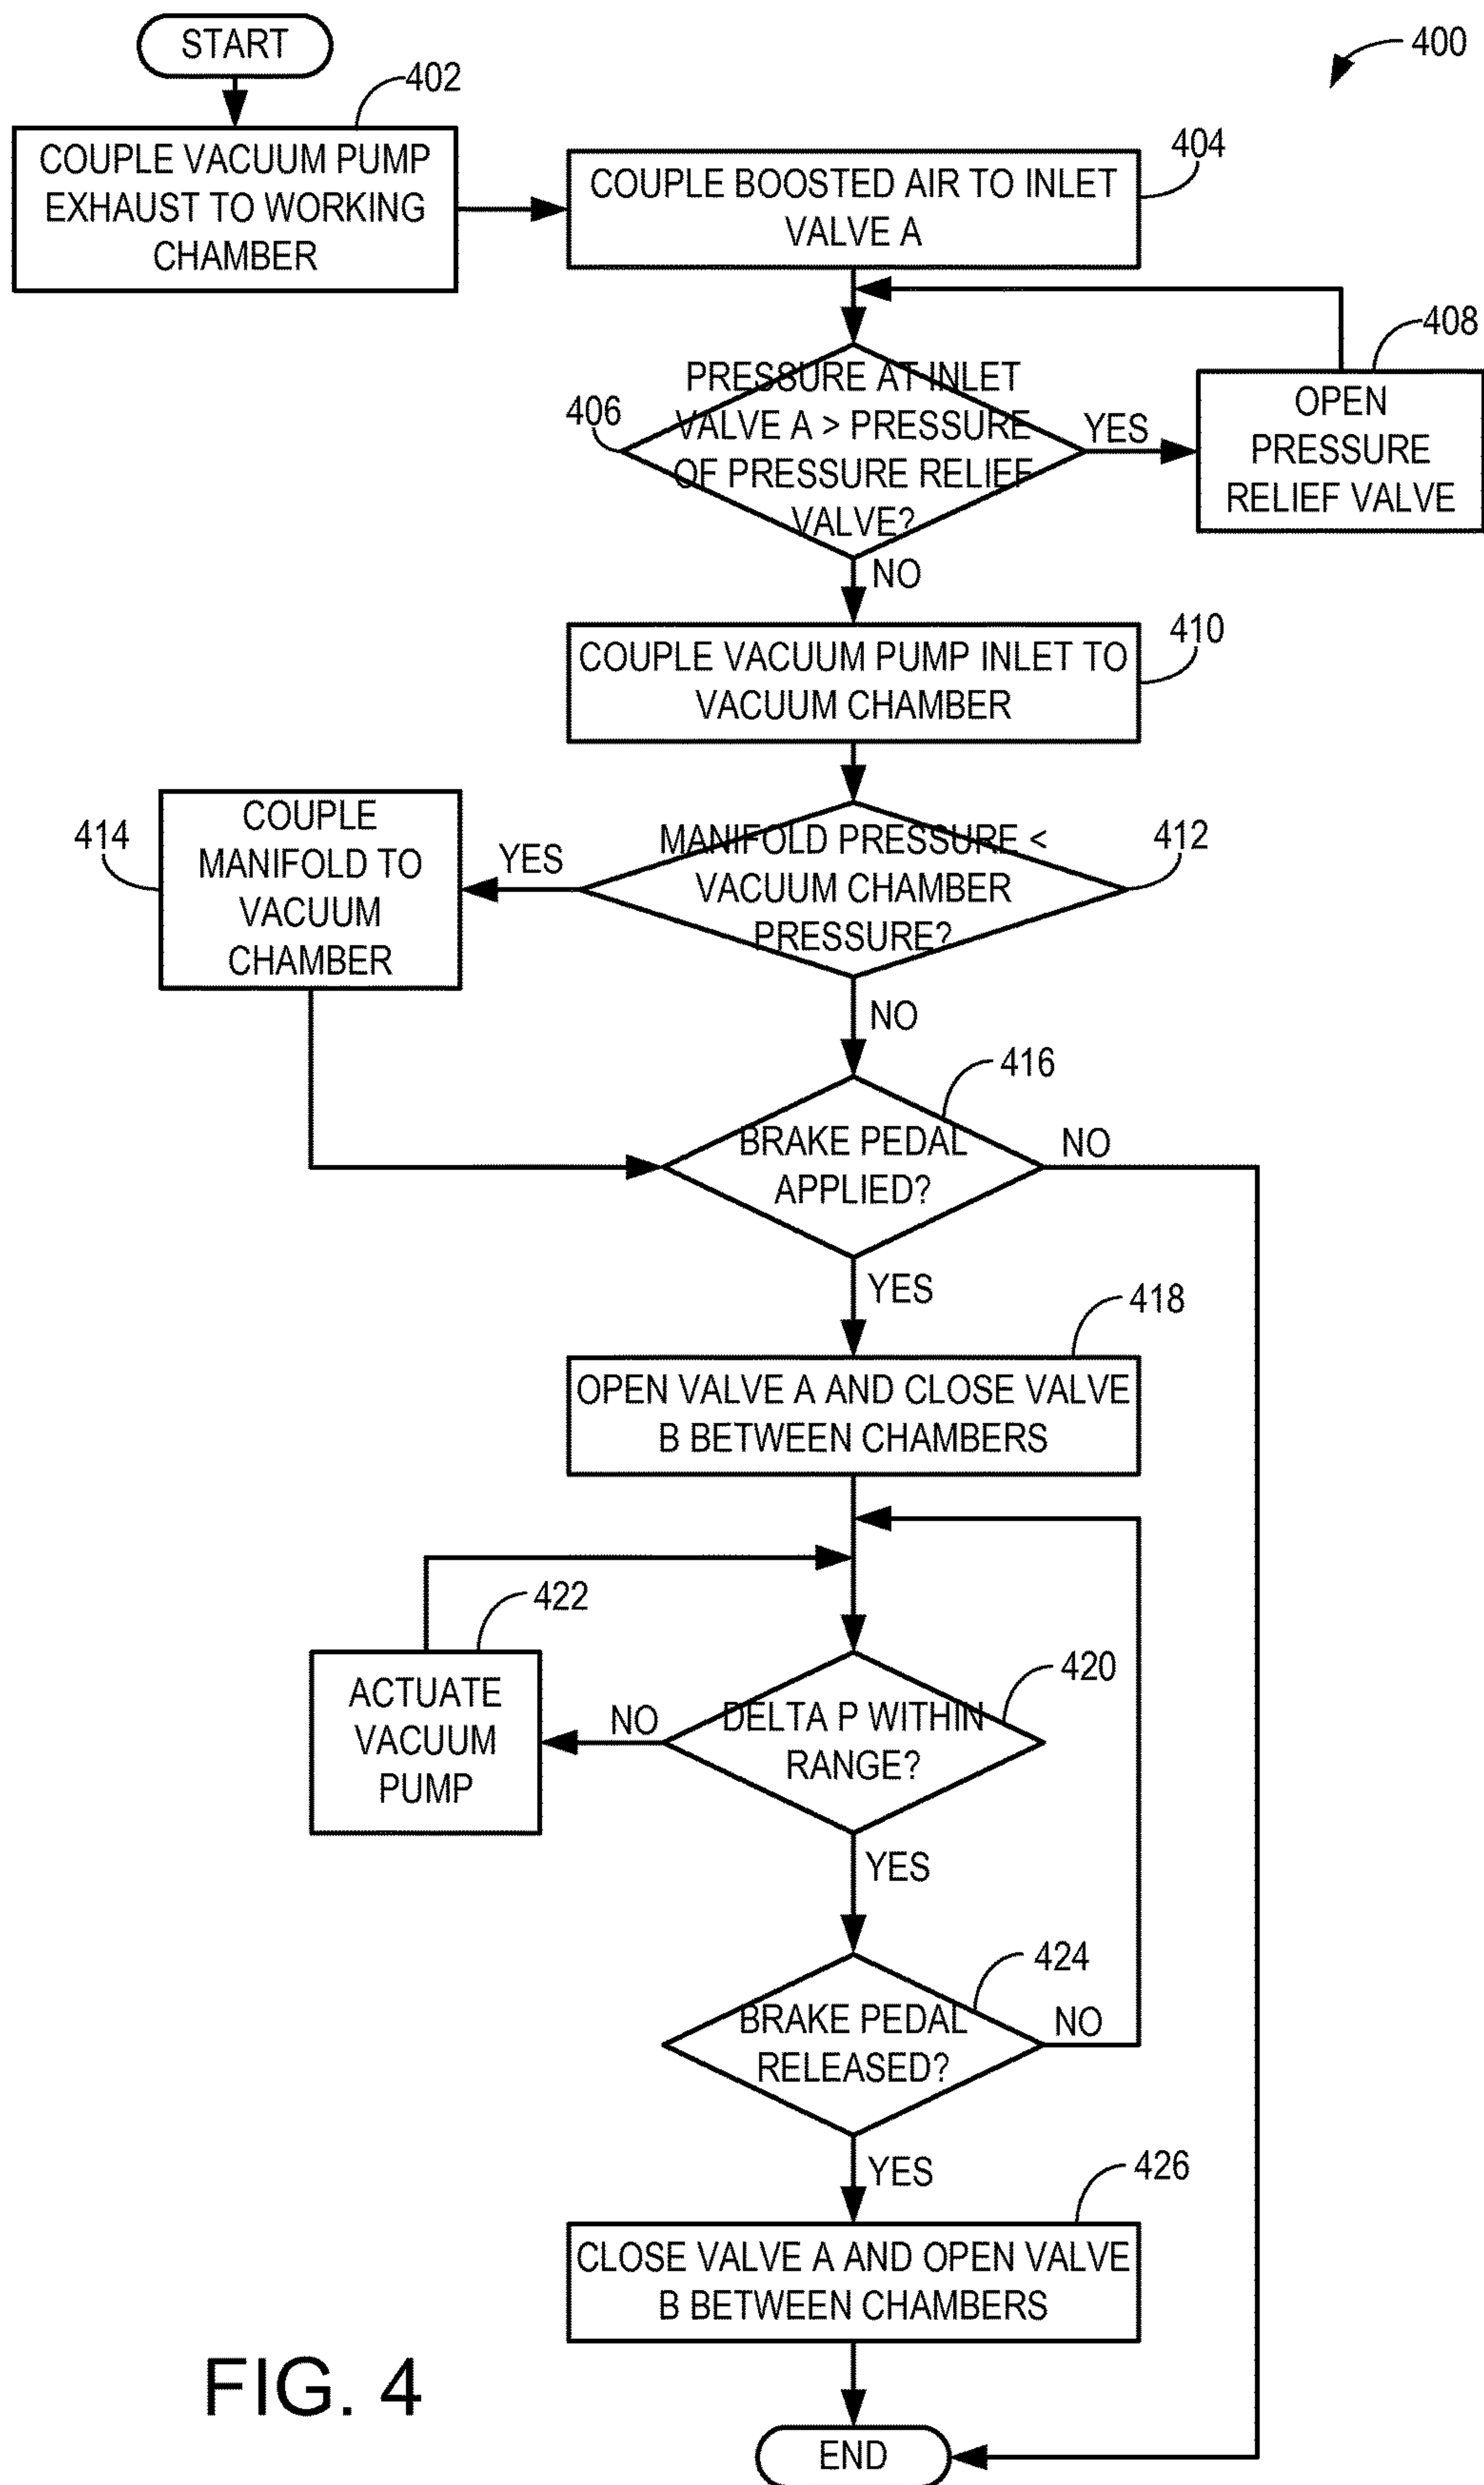 START
400
402
COUPLE VACUUM PUMP
EXHAUST TO WORKING
CHAMBER
404
COUPLE BOOSTED AIR TO INLET
VALVE A
408
406
PRESSURE AT INLET
VALVE A > PRESSURE
OF PRESSURE RELIEF
VALVE?
YES
OPEN
PRESSURE
RELIEF VALVE
NO
410
COUPLE VACUUM PUMP INLET TO
VACUUM CHAMBER
412
MANIFOLD PRESSURE <
VACUUM CHAMBER
PRESSURE?
YES
414
COUPLE
MANIFOLD TO
VACUUM
CHAMBER
NO
416
BRAKE PEDAL
APPLIED?
NO
YES
418
OPEN VALVE A AND CLOSE VALVE
B BETWEEN CHAMBERS
422
420
ACTUATE
VACUUM
PUMP
NO
DELTA P WITHIN
RANGE?
YES
424
BRAKE PEDAL
RELEASED?
NO
YES
426
CLOSE VALVE A AND OPEN VALVE
B BETWEEN CHAMBERS
FIG. 4
END